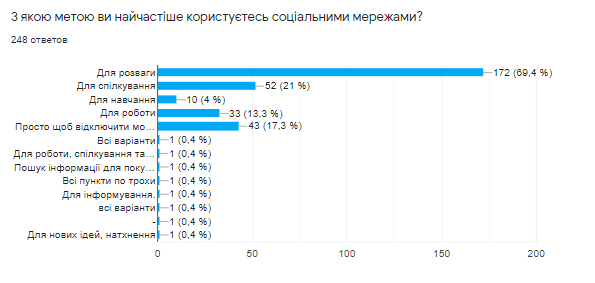 З якою метою ви найчастіше користуєтесь соціальними мережами?
248 ответов
Для розваги 172 (69,4 %)
Для спілкування 52 (21 %)
Для навчання 10 (4 %)
Для роботи 33 (13,3 %)
Просто щоб відключити мо… 43 (17,3 %)
Всі варіанти 1 (0,4 %)
Для роботи, спілкування та… 1 (0,4 %)
Пошук інформації для поку… 1 (0,4 %)
Всі пункти по трохи 1 (0,4 %)
Для інформування. 1 (0,4 %)
всі варіанти 1 (0,4 %)
- 1 (0,4 %)
Для нових ідей, натхнення 1 (0,4 %)
0 50 100 150 200